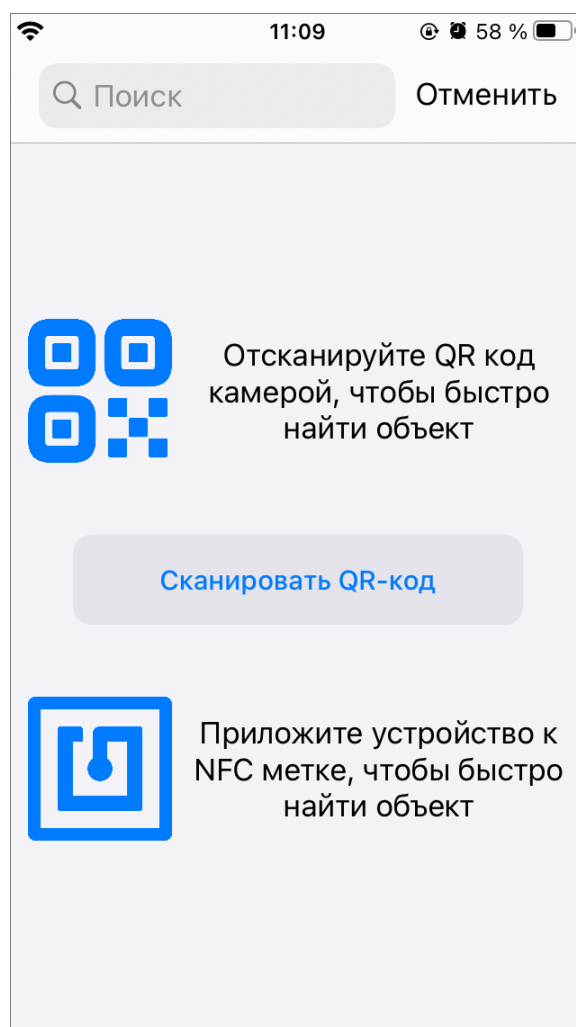 11:09 58 %
Поиск Отменить
Отсканируйте QR код
камерой, чтобы быстро
найти объект
Сканировать QR-код
Приложите устройство к
NFC метке, чтобы быстро
найти объект